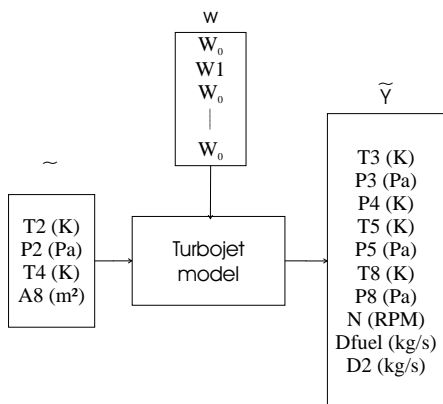 w
W₀
W1
W₀
|
W₀
~
Y
~
T2 (K)
P2 (Pa)
T4 (K)
A8 (m²)
Turbojet
model
T3 (K)
P3 (Pa)
P4 (K)
T5 (K)
P5 (Pa)
T8 (K)
P8 (Pa)
N (RPM)
Dfuel (kg/s)
D2 (kg/s)